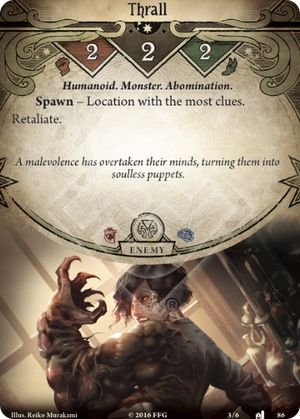 Thrall
2 2 2
Humanoid. Monster. Abomination.
Spawn – Location with the most clues.
Retaliate.
A malevolence has overtaken their minds, turning them into
soulless puppets.
ENEMY
Illus. Reiko Murakami © 2016 FFG 3/6 86